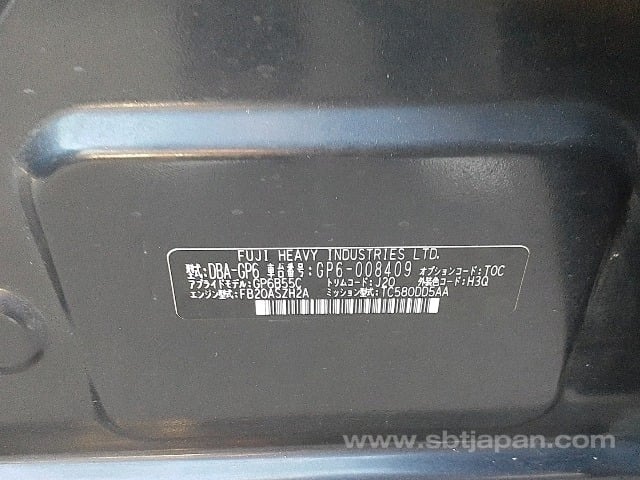 FUJI HEAVY INDUSTRIES LTD.
型式:DBA-GP6 車台番号:GP6-008409 オプションコード:TOC
アプライドモデル:GP6B55C トリムコード:J20 外装色コード:H3Q
エンジン型式:FB20ASZH2A ミッション型式:TC580DD5AA
www.sbtjapan.com